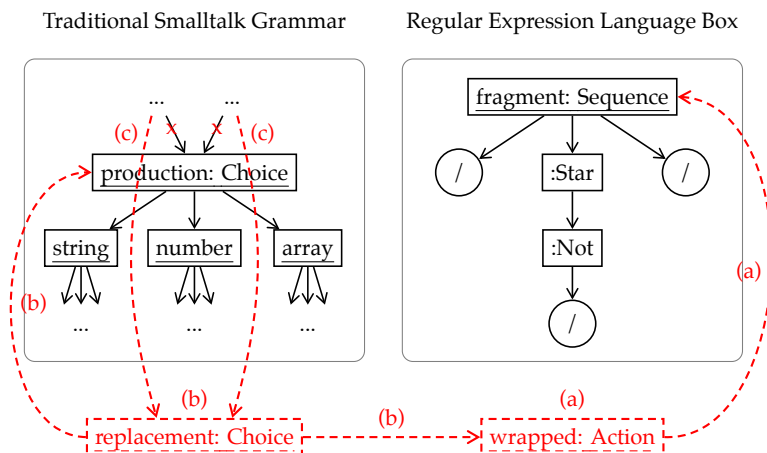 Traditional Smalltalk Grammar
Regular Expression Language Box
... ...
(c) x x (c)
production: Choice
string number array
(b)
... ... ...
fragment: Sequence
/ :Star /
:Not
/
(a)
(b)
replacement: Choice
(b)
(a)
wrapped: Action